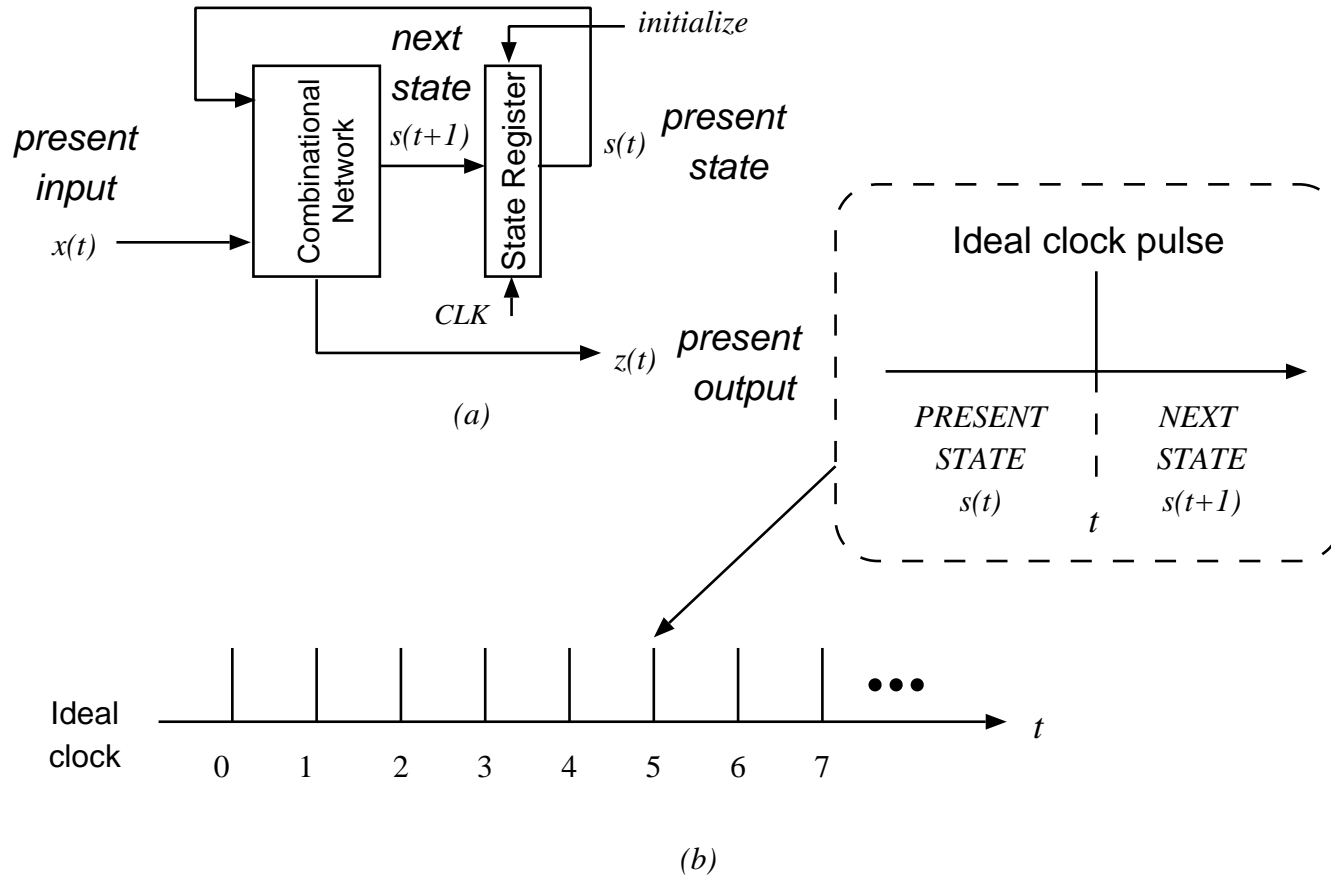 initialize
next
state
s(t+1)
Combinational
Network
State Register
s(t)
present
state
present
input
x(t)
CLK
z(t)
present
output
(a)
Ideal clock pulse
PRESENT
STATE
s(t)
NEXT
STATE
s(t+1)
t
Ideal
clock
t
0 1 2 3 4 5 6 7
(b)